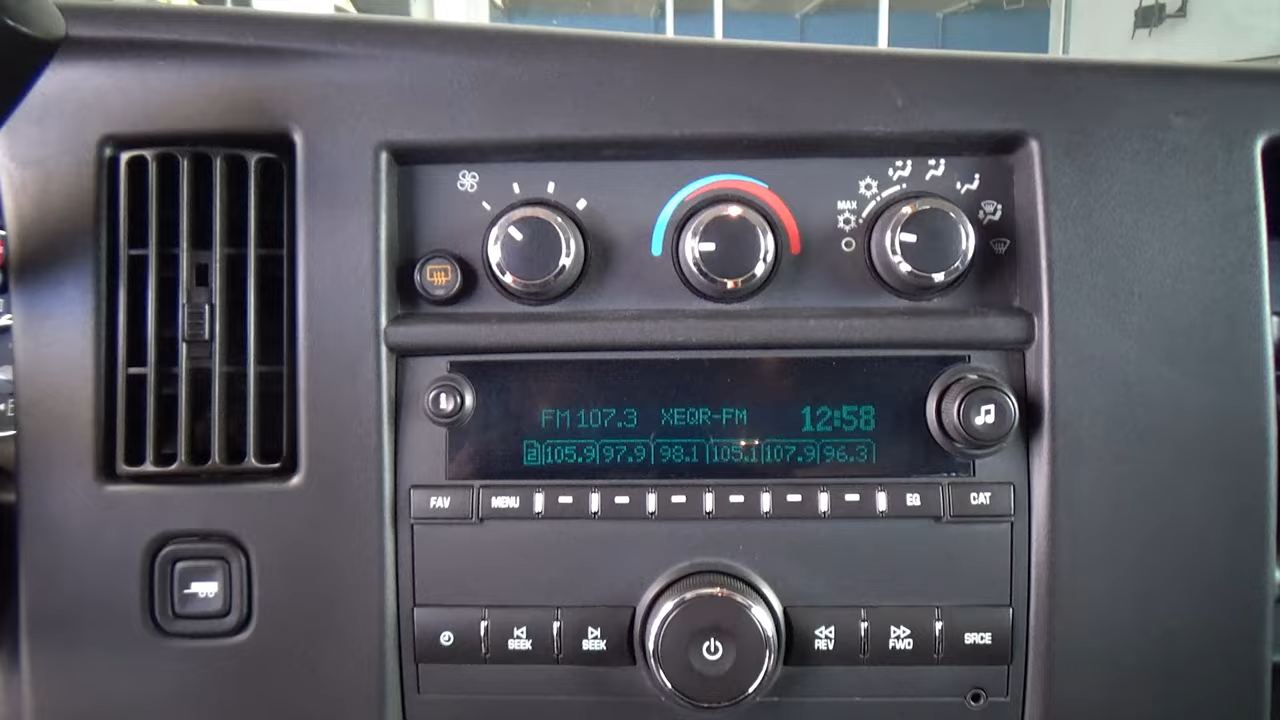 MAX
FM 107.3 XEQR-FM 12:58
2 105.9 97.9 98.1 105.1 107.9 96.3
FAV MENU EQ CAT
SEEK SEEK REV FWD SRCE